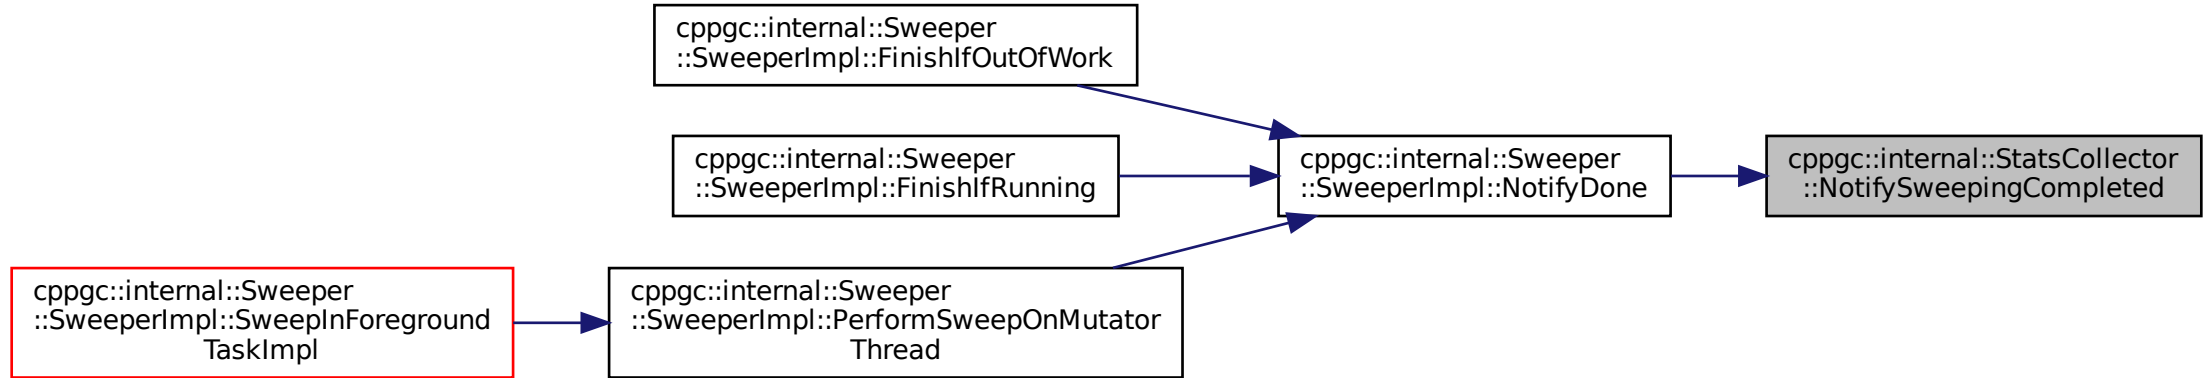 cppgc::internal::Sweeper
::SweeperImpl::FinishIfOutOfWork
cppgc::internal::Sweeper
::SweeperImpl::FinishIfRunning
cppgc::internal::Sweeper
::SweeperImpl::NotifyDone
cppgc::internal::StatsCollector
::NotifySweepingCompleted
cppgc::internal::Sweeper
::SweeperImpl::SweepInForeground
TaskImpl
cppgc::internal::Sweeper
::SweeperImpl::PerformSweepOnMutator
Thread